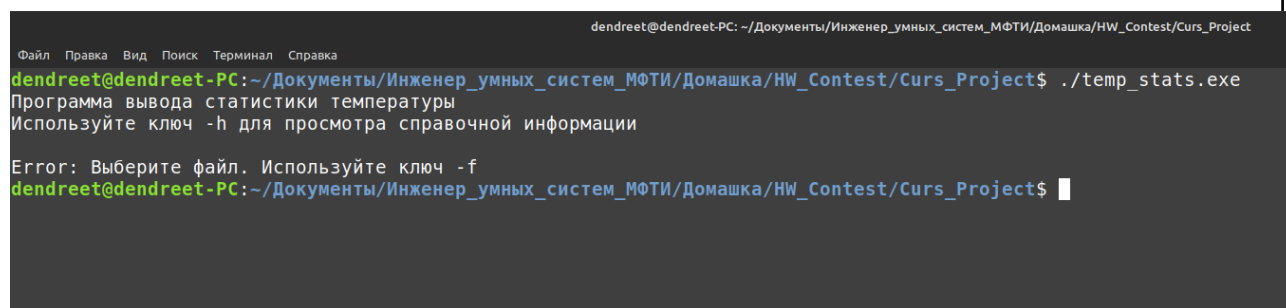 dendreet@dendreet-PC: ~/Документы/Инженер_умных_систем_МФТИ/Домашка/HW_Contest/Curs_Project
Файл Правка Вид Поиск Терминал Справка
dendreet@dendreet-PC:~/Документы/Инженер_умных_систем_МФТИ/Домашка/HW_Contest/Curs_Project$ ./temp_stats.exe
Программа вывода статистики температуры
Используйте ключ -h для просмотра справочной информации
Error: Выберите файл. Используйте ключ -f
dendreet@dendreet-PC:~/Документы/Инженер_умных_систем_МФТИ/Домашка/HW_Contest/Curs_Project$